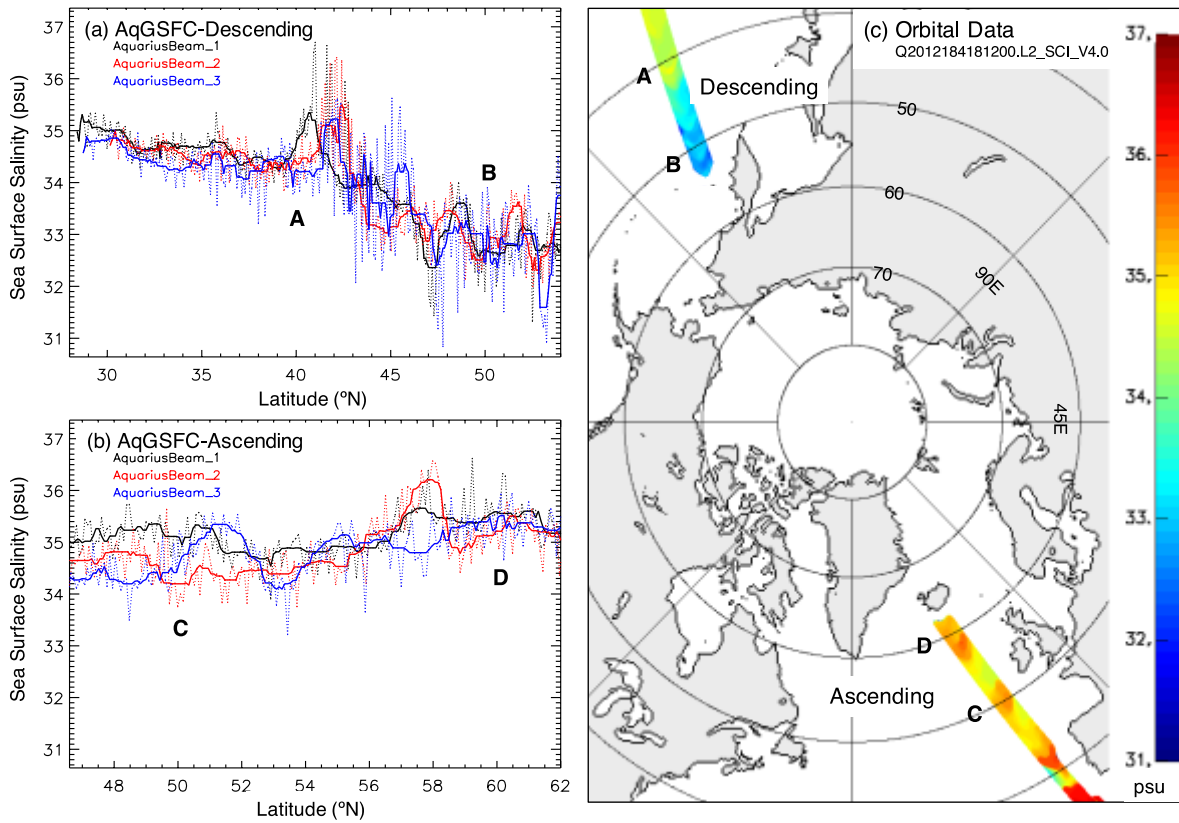 (a) AqGSFC-Descending
AquariusBeam_1
AquariusBeam_2
AquariusBeam_3
Sea Surface Salinity (psu)
37
36
35
34
33
32
31
A
B
30
35
40
45
50
Latitude (°N)
(b) AqGSFC-Ascending
AquariusBeam_1
AquariusBeam_2
AquariusBeam_3
Sea Surface Salinity (psu)
37
36
35
34
33
32
31
C
D
48
50
52
54
56
58
60
62
Latitude (°N)
(c) Orbital Data
Q2012184181200.L2_SCI_V4.0
A
Descending
B
50
60
70
90E
45E
D
Ascending
C
37,
36,
35,
34,
33,
32,
31,
psu